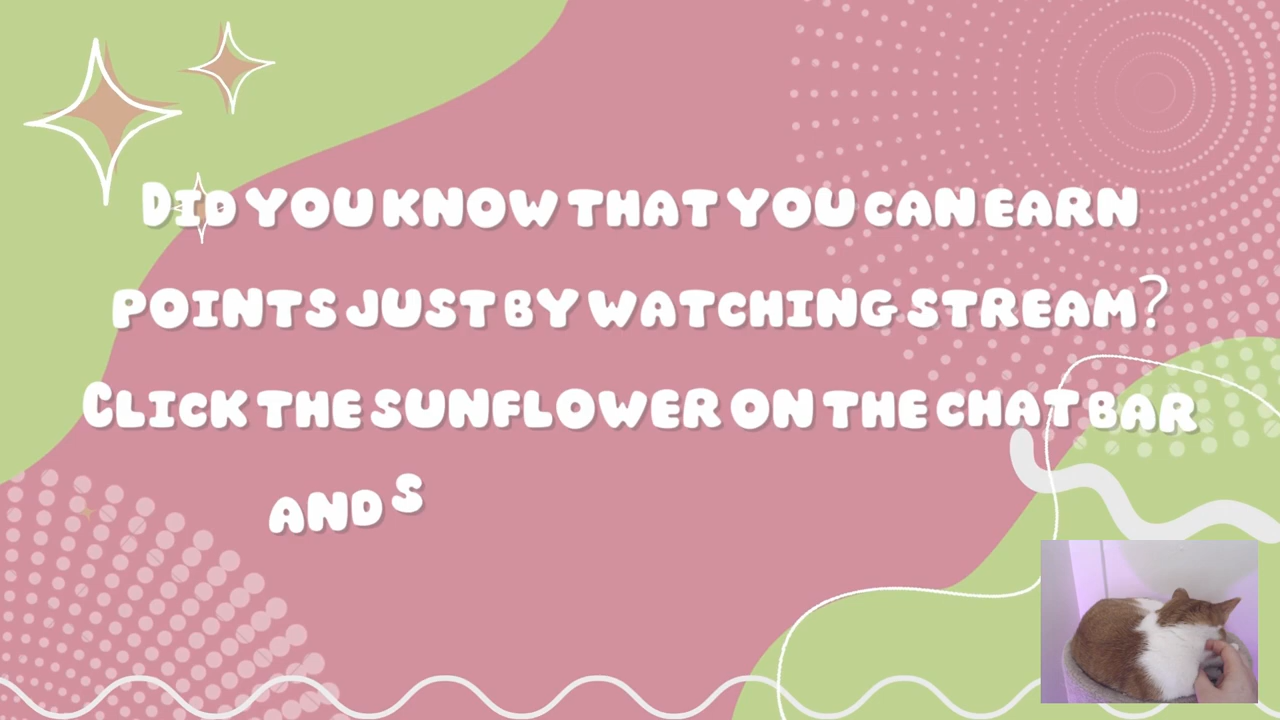 Did you know that you can earn
points just by watching stream?
Click the sunflower on the chat bar
and s